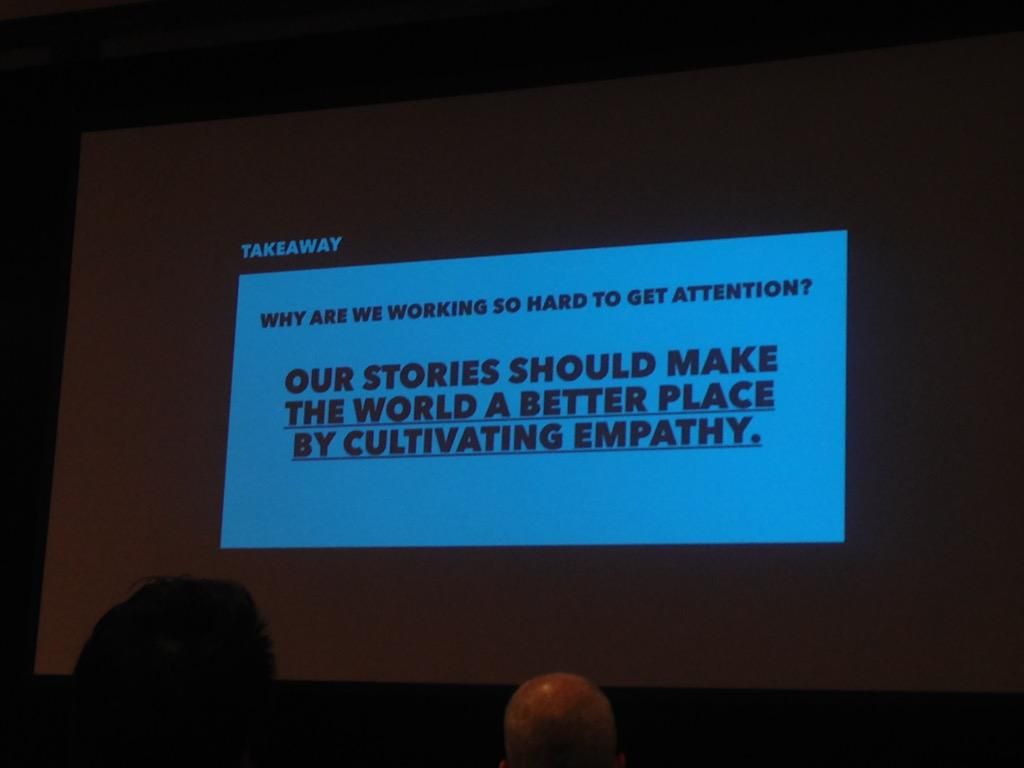 TAKEAWAY
WHY ARE WE WORKING SO HARD TO GET ATTENTION?
OUR STORIES SHOULD MAKE
THE WORLD A BETTER PLACE
BY CULTIVATING EMPATHY.